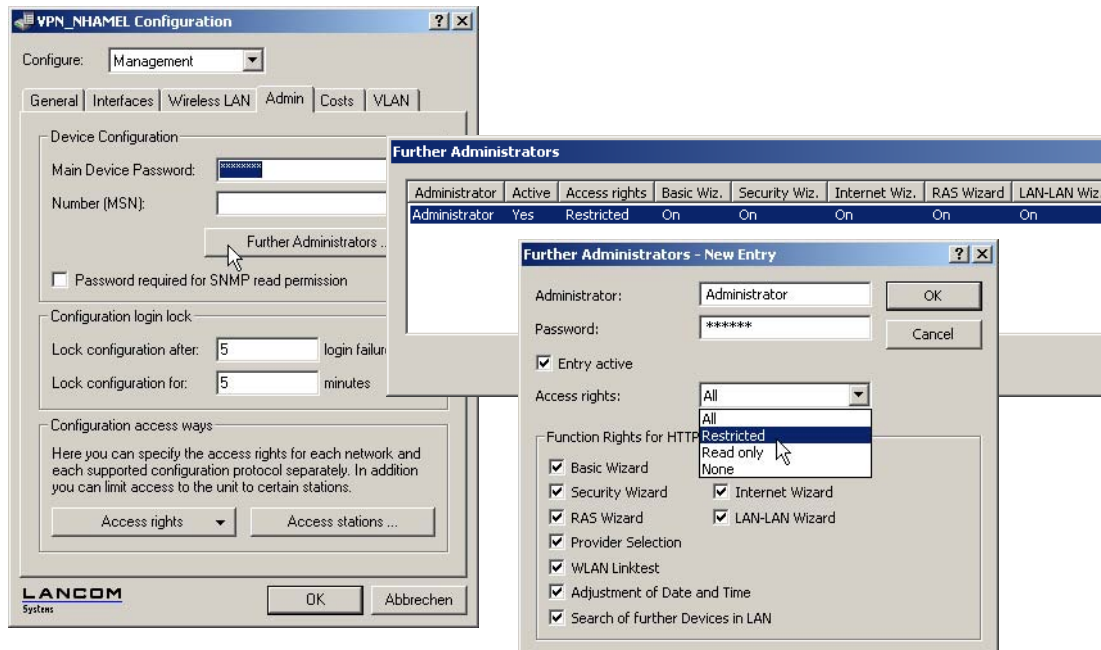 VPN_NHAMEL Configuration
Configure: Management
General Interfaces Wireless LAN Admin Costs VLAN
Device Configuration
Main Device Password: ********
Number (MSN):
Further Administrators ..
Password required for SNMP read permission
Configuration login lock
Lock configuration after: 5 login failur
Lock configuration for: 5 minutes
Configuration access ways
Here you can specify the access rights for each network and
each supported configuration protocol separately. In addition
you can limit access to the unit to certain stations.
Access rights Access stations ...
LANCOM
Systems
OK Abbrechen
Further Administrators
Administrator Active Access rights Basic Wiz. Security Wiz. Internet Wiz. RAS Wizard LAN-LAN Wiz
Administrator Yes Restricted On On On On On
Further Administrators - New Entry
Administrator: Administrator OK
Password: ****** Cancel
Entry active
Access rights: All
All
Restricted
Read only
None
Function Rights for HTTP
Basic Wizard
Security Wizard Internet Wizard
RAS Wizard LAN-LAN Wizard
Provider Selection
WLAN Linktest
Adjustment of Date and Time
Search of further Devices in LAN